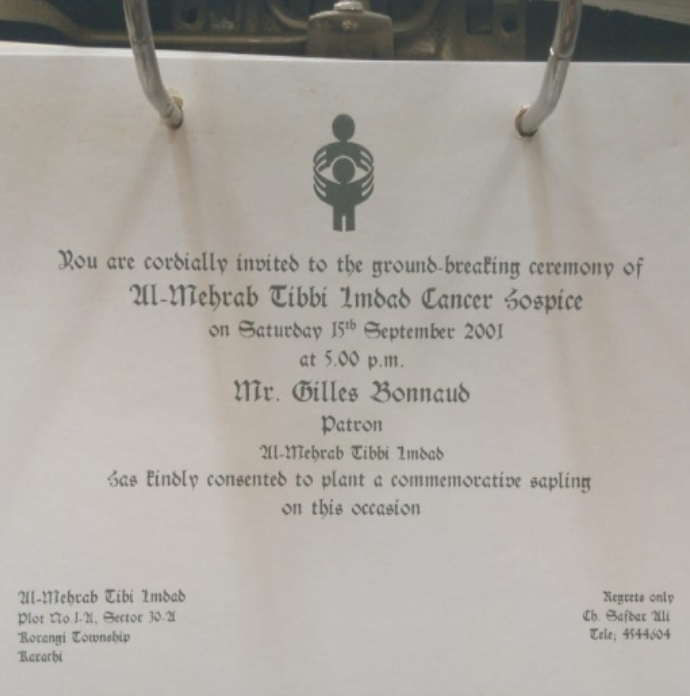 You are cordially invited to the ground-breaking ceremony of
Al-Mehrab Tibbi Imdad Cancer Hospice
on Saturday 15th September 2001
at 5.00 p.m.
Mr. Gilles Bonnaud
Patron
Al-Mehrab Tibbi Imdad
has kindly consented to plant a commemorative sapling
on this occasion
Al-Mehrab Tibi Imdad
Plot No.1-A, Sector 30-A
Korangi Township
Karachi
Regrets only
Ch. Safdar Ali
Tele; 4544604